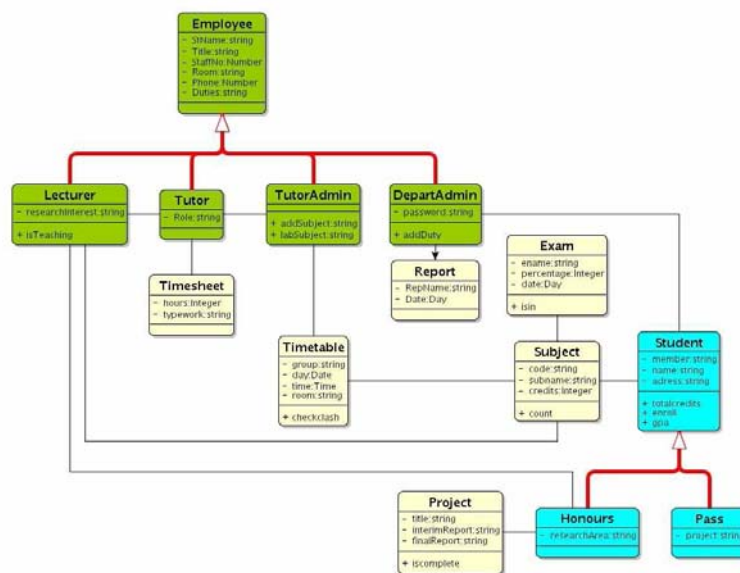 Employee
- StName:string
- Title:string
- StaffNo:Number
- Room:string
- Phone:Number
- Duties:string
Lecturer
- researchInterest:string
+ isTeaching
Tutor
- Role:string
TutorAdmin
+ addSubject:string
+ labSubject:string
DepartAdmin
- password:string
+ addDuty
Timesheet
- hours:Integer
- typework:string
Report
- RepName:string
- Date:Day
Exam
- ename:string
- percentage:Integer
- date:Day
+ isin
Timetable
- group:string
- day:Date
- time:Time
- room:string
+ checkclash
Subject
- code:string
- subname:string
- credits:Integer
+ count
Student
- member:string
- name:string
- adress:string
+ totalcredits
+ enroll
+ gpa
Project
- title:string
- interimReport:string
- finalReport:string
+ iscomplete
Honours
- researchArea:string
Pass
- project:string